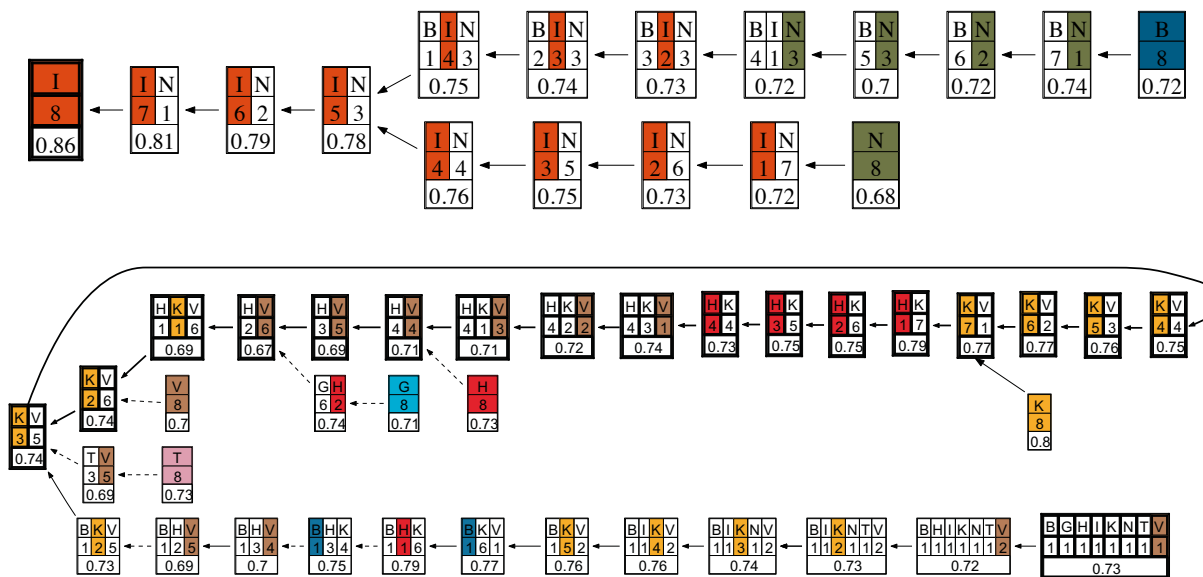 B I N B I N B I N B I N B N B N B N B
1 4 3 2 3 3 3 2 3 4 1 3 5 3 6 2 7 1 8
0.75 0.74 0.73 0.72 0.7 0.72 0.74 0.72
I I N I N I N
8 7 1 6 2 5 3
0.86 0.81 0.79 0.78
I N I N I N I N N
4 4 3 5 2 6 1 7 8
0.76 0.75 0.73 0.72 0.68
H K V H V H V H V H K V H K V H K V H K H K H K H K K V K V K V K V
1 1 6 2 6 3 5 4 4 4 1 3 4 2 2 4 3 1 4 4 3 5 2 6 1 7 7 1 6 2 5 3 4 4
0.69 0.67 0.69 0.71 0.71 0.72 0.74 0.73 0.75 0.75 0.79 0.77 0.77 0.76 0.75
K V V G H G H
2 6 8 6 2 8 8
0.74 0.7 0.74 0.71 0.73
K
8
0.8
K V
3 5
0.74
T V T
3 5 8
0.69 0.73
B K V B H V B H V B H K B H K B K V B K V B I K V B I K N V B I K N T V B H I K N T V B G H I K N T V
1 2 5 1 2 5 1 3 4 1 3 4 1 1 6 1 6 1 1 5 2 1 1 4 2 1 1 3 1 2 1 1 2 1 1 2 1 1 1 1 1 1 2 1 1 1 1 1 1 1 1
0.73 0.69 0.7 0.75 0.79 0.77 0.76 0.76 0.74 0.73 0.72 0.73